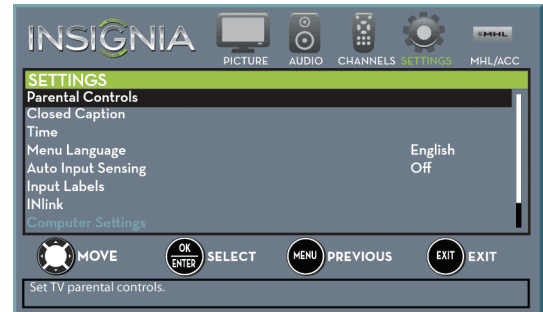 INSIGNIA
PICTURE AUDIO CHANNELS SETTINGS MHL MHL/ACC
SETTINGS
Parental Controls
Closed Caption
Time
Menu Language English
Auto Input Sensing Off
Input Labels
INlink
Computer Settings
MOVE OK ENTER SELECT MENU PREVIOUS EXIT EXIT
Set TV parental controls.